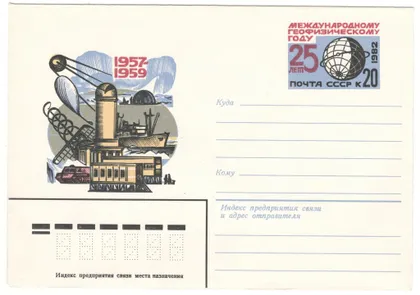 1957-
1959
МЕЖДУНАРОДНОМУ
ГЕОФИЗИЧЕСКОМУ
ГОДУ
25 ЛЕТ
1982
ПОЧТА СССР К 20
Куда
Кому
Индекс предприятия связи
и адрес отправителя
Индекс предприятия связи места назначения